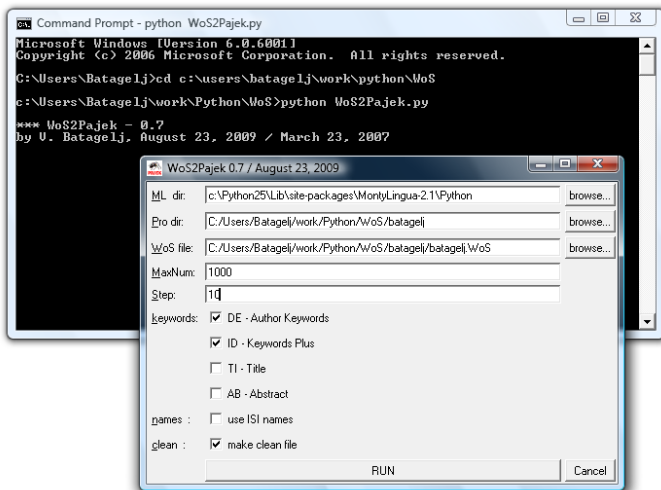 Command Prompt - python WoS2Pajek.py
Microsoft Windows [Version 6.0.6001]
Copyright (c) 2006 Microsoft Corporation.  All rights reserved.
C:\Users\Batagelj>cd c:\users\batagelj\work\python\WoS
c:\Users\Batagelj\work\Python\WoS>python WoS2Pajek.py
*** WoS2Pajek - 0.7
by V. Batagelj, August 23, 2009 / March 23, 2007
WoS2Pajek 0.7 / August 23, 2009
ML dir: c:\Python25\Lib\site-packages\MontyLingua-2.1\Python browse...
Pro dir: C:/Users/Batagelj/work/Python/WoS/batagelj browse...
WoS file: C:/Users/Batagelj/work/Python/WoS/batagelj/batagelj.WoS browse...
MaxNum: 1000
Step: 10
keywords: DE - Author Keywords
ID - Keywords Plus
TI - Title
AB - Abstract
names : use ISI names
clean : make clean file
RUN Cancel